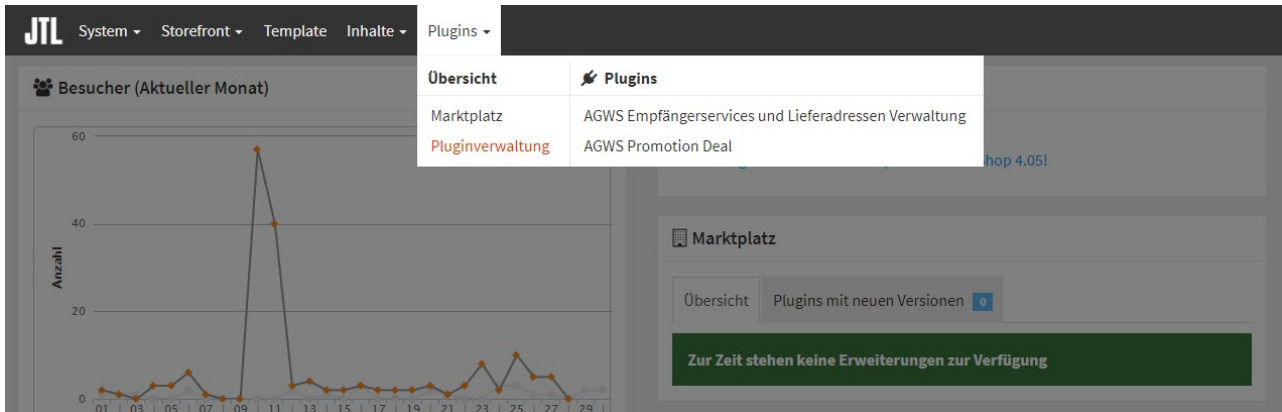 JTL System Storefront Template Inhalte Plugins
Übersicht
Marktplatz
Pluginverwaltung
Plugins
AGWS Empfängerservices und Lieferadressen Verwaltung
AGWS Promotion Deal
Besucher (Aktueller Monat)
60
40
20
0
Anzahl
01 03 05 07 09 11 13 15 17 19 21 23 25 27 29
4.05!
Marktplatz
Übersicht Plugins mit neuen Versionen 0
Zur Zeit stehen keine Erweiterungen zur Verfügung